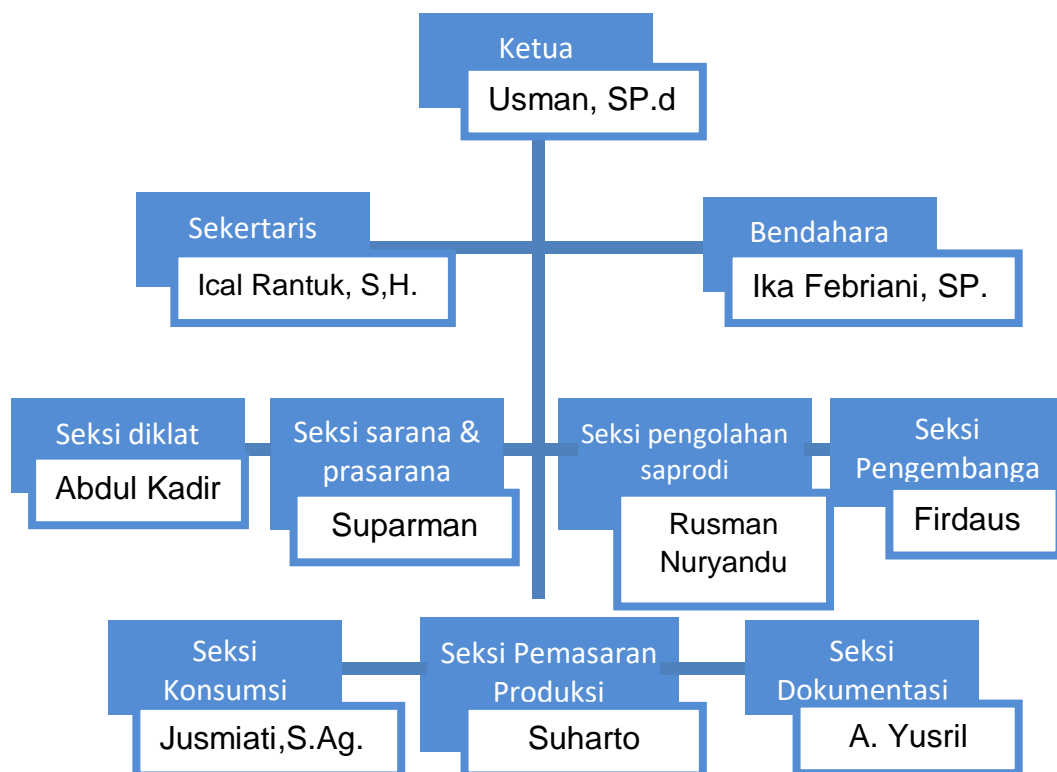 Ketua
Usman, SP.d
Sekertaris
Ical Rantuk, S,H.
Bendahara
Ika Febriani, SP.
Seksi diklat
Abdul Kadir
Seksi sarana &
prasarana
Suparman
Seksi pengolahan
saprodi
Rusman
Nuryandu
Seksi
Pengembanga
Firdaus
Seksi
Konsumsi
Jusmiati,S.Ag.
Seksi Pemasaran
Produksi
Suharto
Seksi
Dokumentasi
A. Yusril